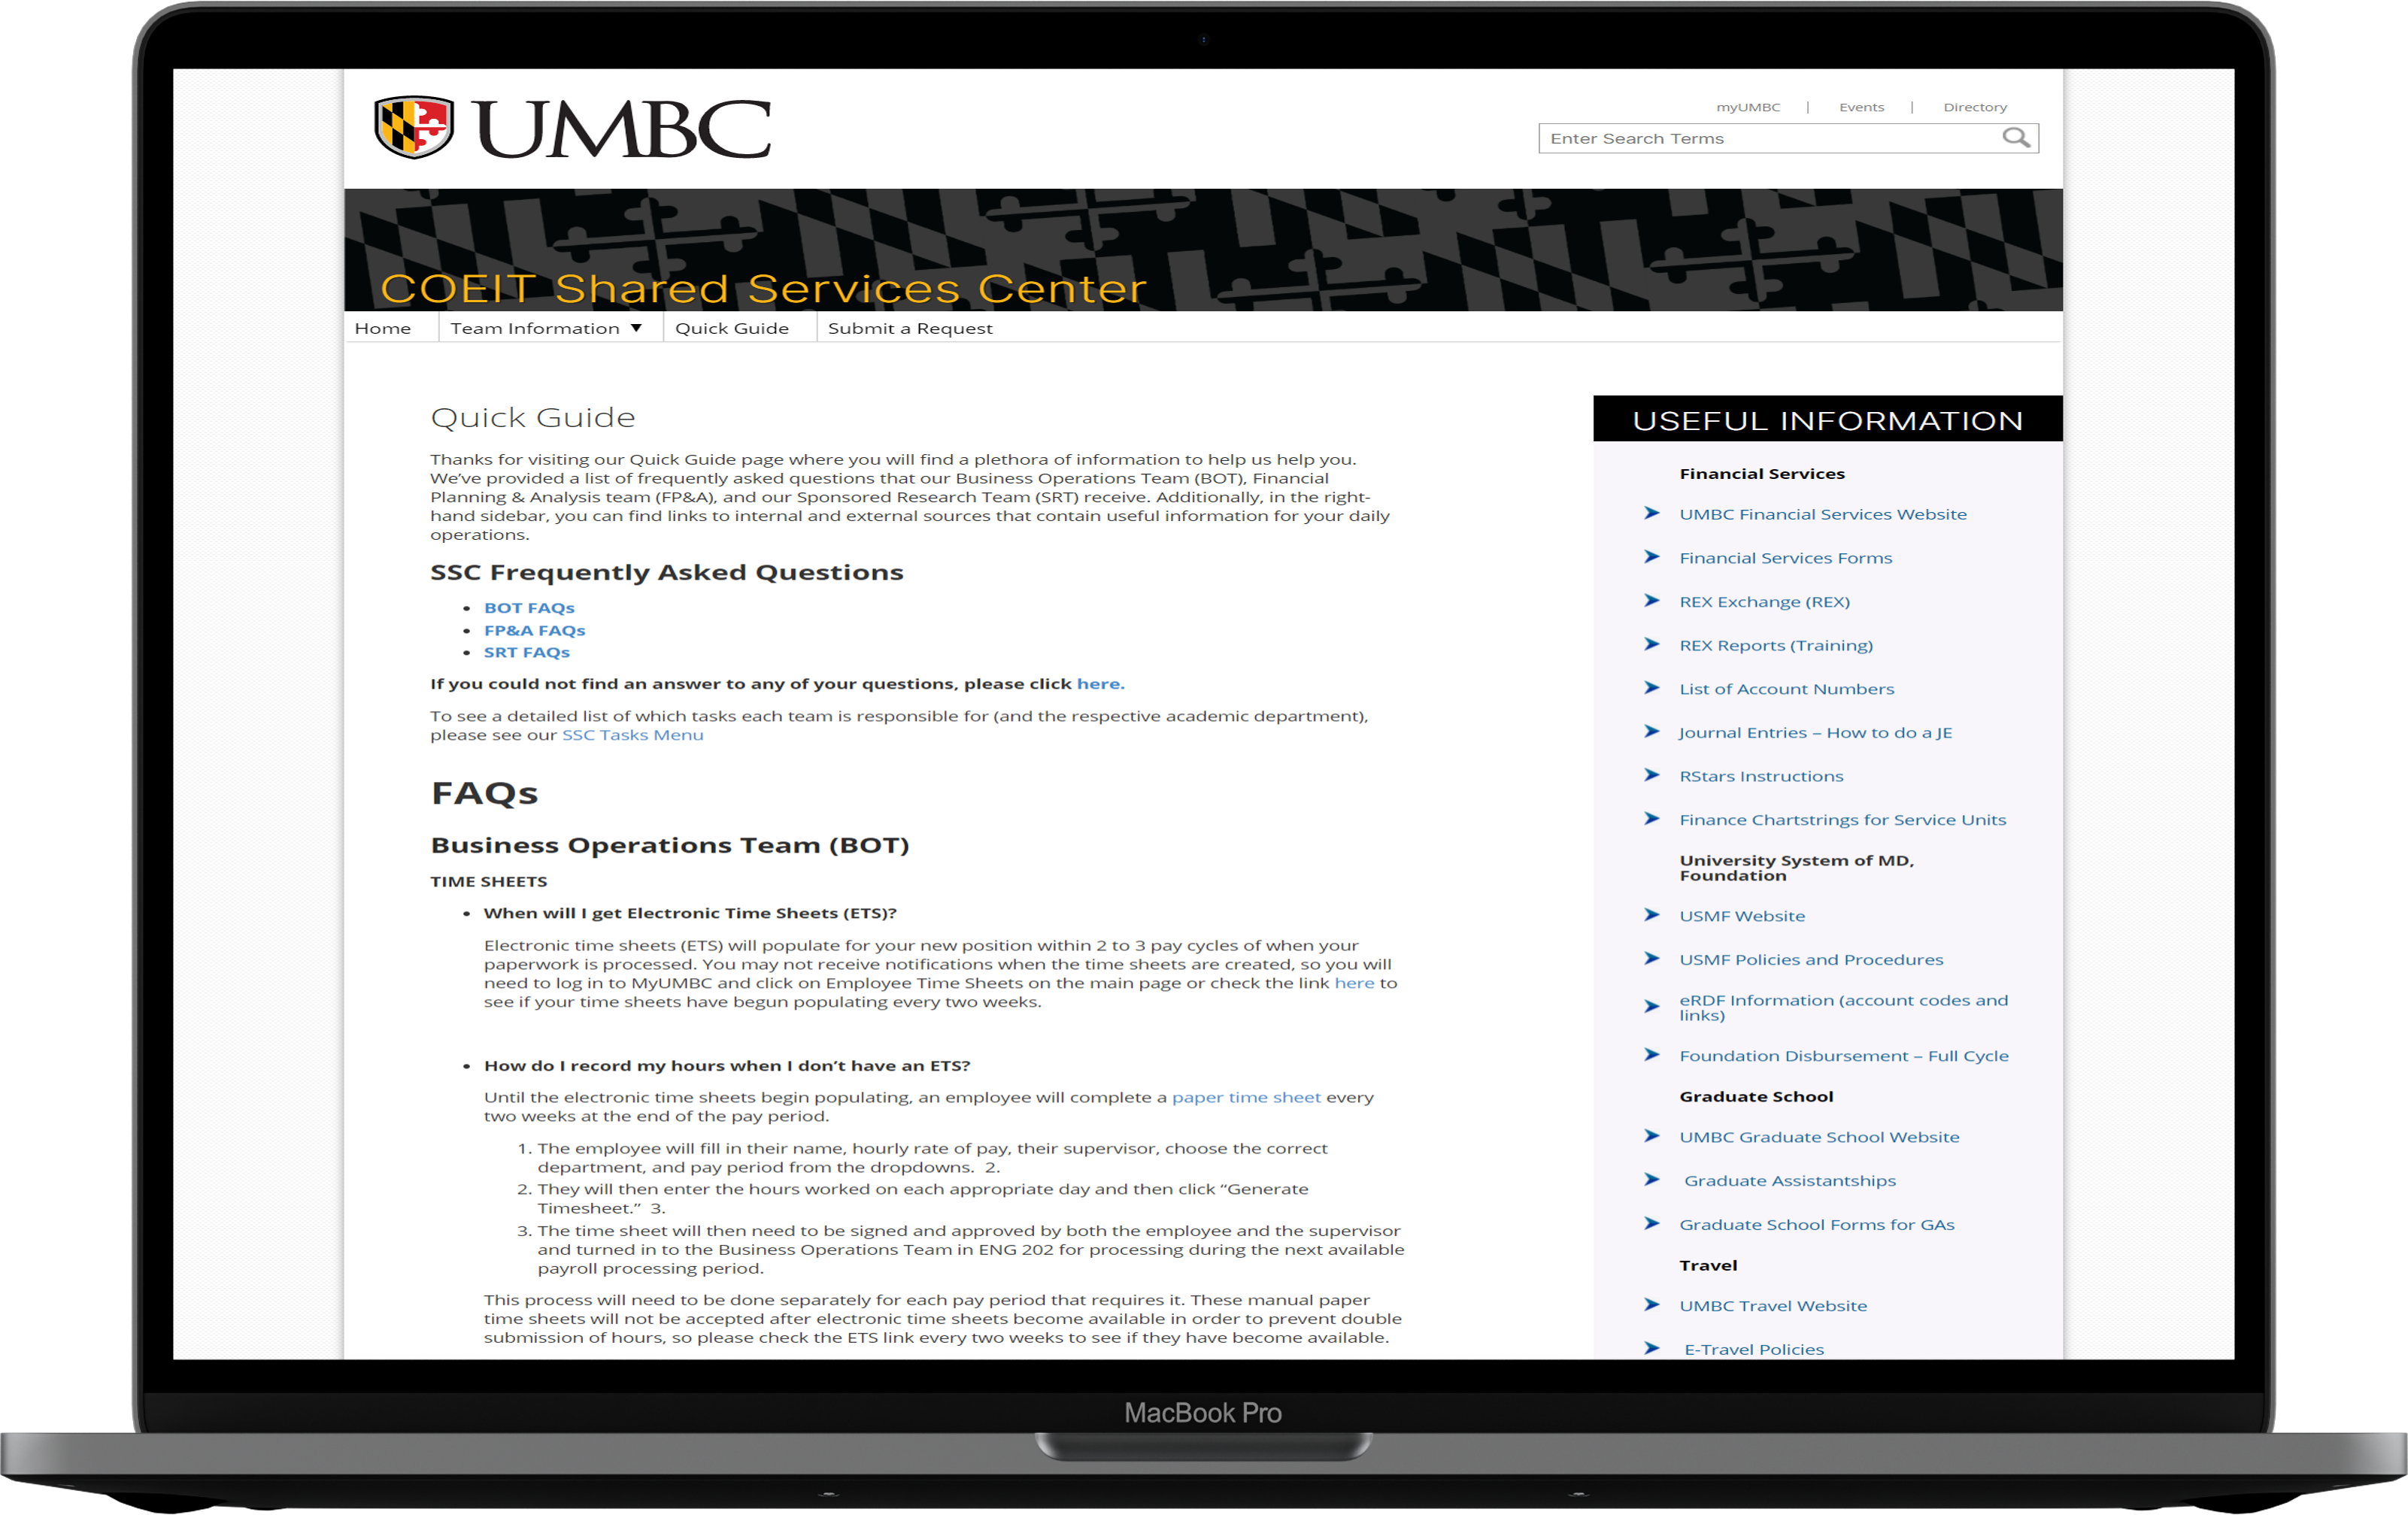 UMBC
myUMBC | Events | Directory
Enter Search Terms
COEIT Shared Services Center
Home
Team Information ▼
Quick Guide
Submit a Request
Quick Guide
Thanks for visiting our Quick Guide page where you will find a plethora of information to help us help you.
We've provided a list of frequently asked questions that our Business Operations Team (BOT), Financial
Planning & Analysis team (FP&A), and our Sponsored Research Team (SRT) receive. Additionally, in the right-
hand sidebar, you can find links to internal and external sources that contain useful information for your daily
operations.
SSC Frequently Asked Questions
• BOT FAQs
• FP&A FAQs
• SRT FAQs
If you could not find an answer to any of your questions, please click here.
To see a detailed list of which tasks each team is responsible for (and the respective academic department),
please see our SSC Tasks Menu
FAQs
Business Operations Team (BOT)
TIME SHEETS
• When will I get Electronic Time Sheets (ETS)?
Electronic time sheets (ETS) will populate for your new position within 2 to 3 pay cycles of when your
paperwork is processed. You may not receive notifications when the time sheets are created, so you will
need to log in to MyUMBC and click on Employee Time Sheets on the main page or check the link here to
see if your time sheets have begun populating every two weeks.
• How do I record my hours when I don't have an ETS?
Until the electronic time sheets begin populating, an employee will complete a paper time sheet every
two weeks at the end of the pay period.
1. The employee will fill in their name, hourly rate of pay, their supervisor, choose the correct
department, and pay period from the dropdowns. 2.
2. They will then enter the hours worked on each appropriate day and then click “Generate
Timesheet.” 3.
3. The time sheet will then need to be signed and approved by both the employee and the supervisor
and turned in to the Business Operations Team in ENG 202 for processing during the next available
payroll processing period.
This process will need to be done separately for each pay period that requires it. These manual paper
time sheets will not be accepted after electronic time sheets become available in order to prevent double
submission of hours, so please check the ETS link every two weeks to see if they have become available.
USEFUL INFORMATION
Financial Services
UMBC Financial Services Website
Financial Services Forms
REX Exchange (REX)
REX Reports (Training)
List of Account Numbers
Journal Entries – How to do a JE
RStars Instructions
Finance Chartstrings for Service Units
University System of MD,
Foundation
USMF Website
USMF Policies and Procedures
eRDF Information (account codes and
links)
Foundation Disbursement – Full Cycle
Graduate School
UMBC Graduate School Website
Graduate Assistantships
Graduate School Forms for GAs
Travel
UMBC Travel Website
E-Travel Policies
MacBook Pro